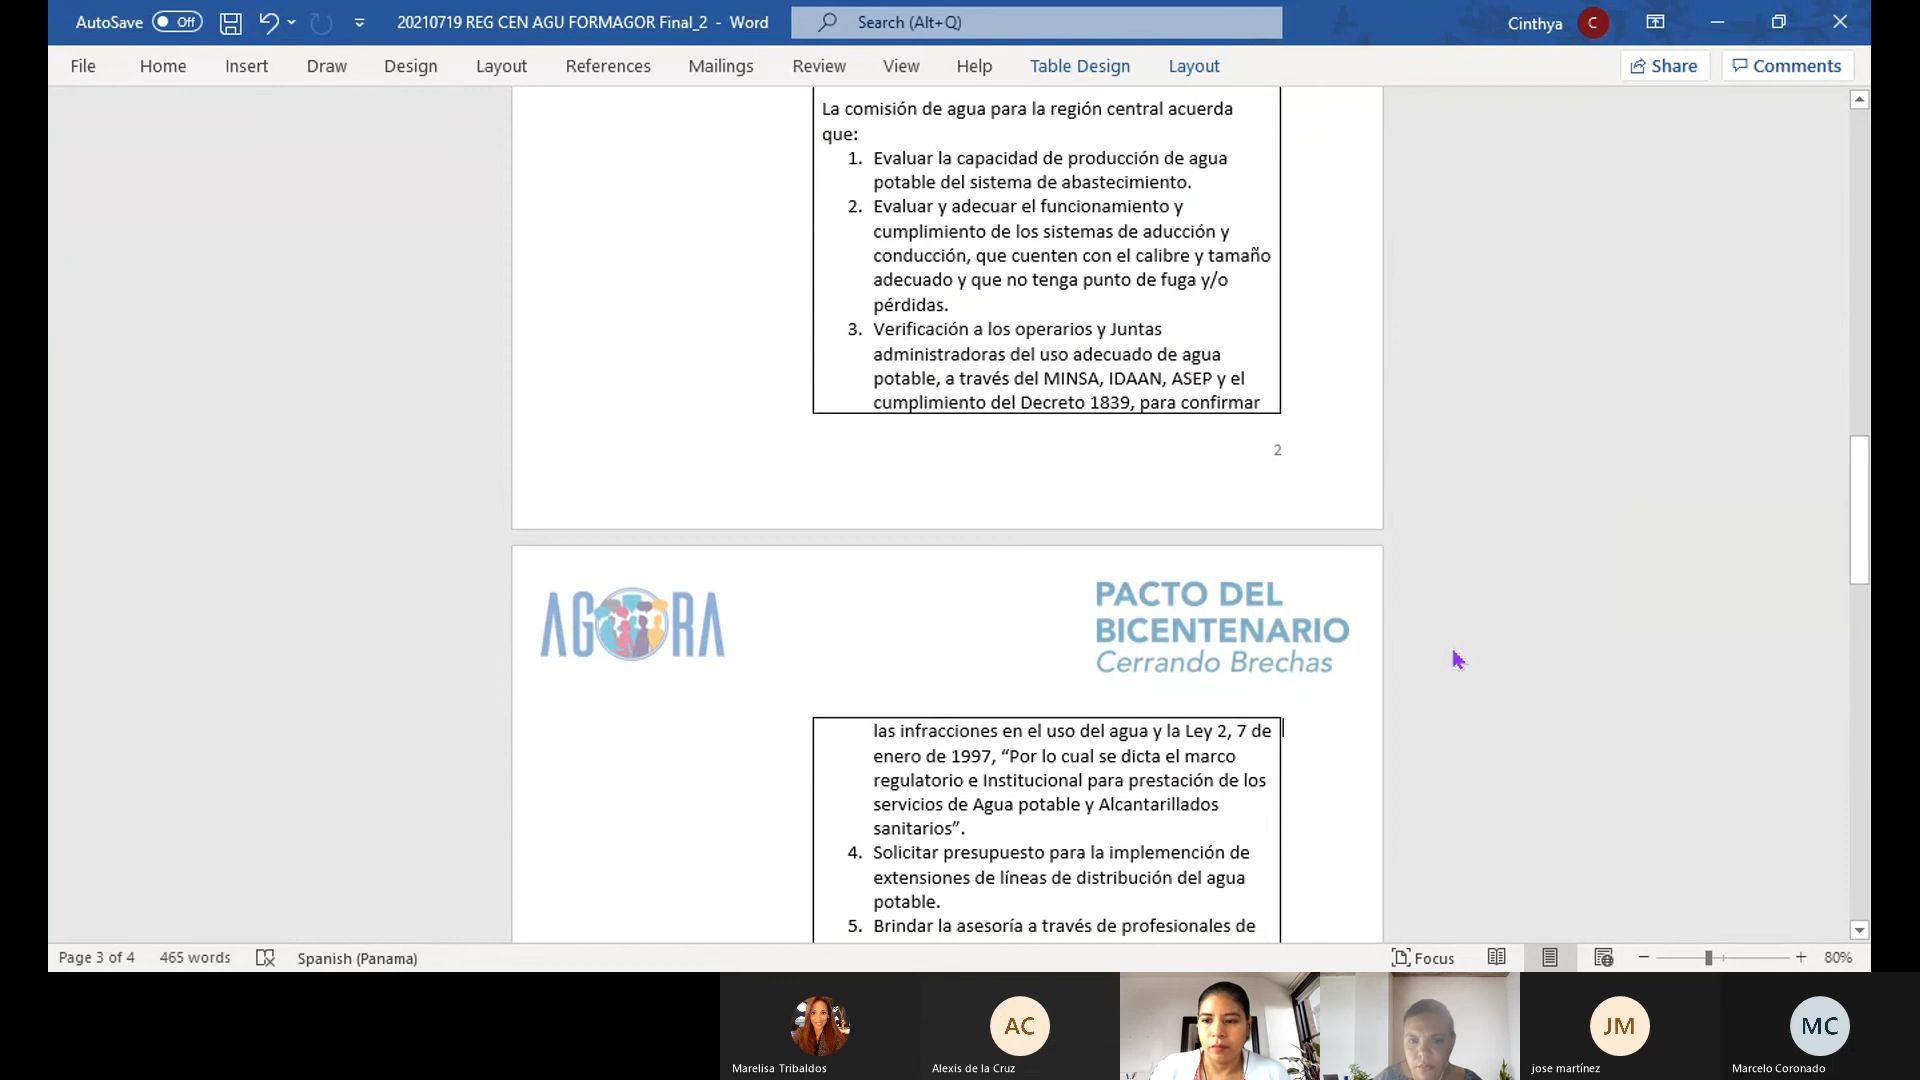 AutoSave Off 20210719 REG CEN AGU FORMAGOR Final_2 - Word Search (Alt+Q) Cinthya C
File Home Insert Draw Design Layout References Mailings Review View Help Table Design Layout Share Comments
La comisión de agua para la región central acuerda
que:
1. Evaluar la capacidad de producción de agua
potable del sistema de abastecimiento.
2. Evaluar y adecuar el funcionamiento y
cumplimiento de los sistemas de aducción y
conducción, que cuenten con el calibre y tamaño
adecuado y que no tenga punto de fuga y/o
pérdidas.
3. Verificación a los operarios y Juntas
administradoras del uso adecuado de agua
potable, a través del MINSA, IDAAN, ASEP y el
cumplimiento del Decreto 1839, para confirmar
2
AGORA
PACTO DEL
BICENTENARIO
Cerrando Brechas
las infracciones en el uso del agua y la Ley 2, 7 de
enero de 1997, “Por lo cual se dicta el marco
regulatorio e Institucional para prestación de los
servicios de Agua potable y Alcantarillados
sanitarios”.
4. Solicitar presupuesto para la implemención de
extensiones de líneas de distribución del agua
potable.
5. Brindar la asesoría a través de profesionales de
Page 3 of 4 465 words Spanish (Panama) Focus 80%
AC JM MC
Marelisa Tribaldos Alexis de la Cruz jose martínez Marcelo Coronado